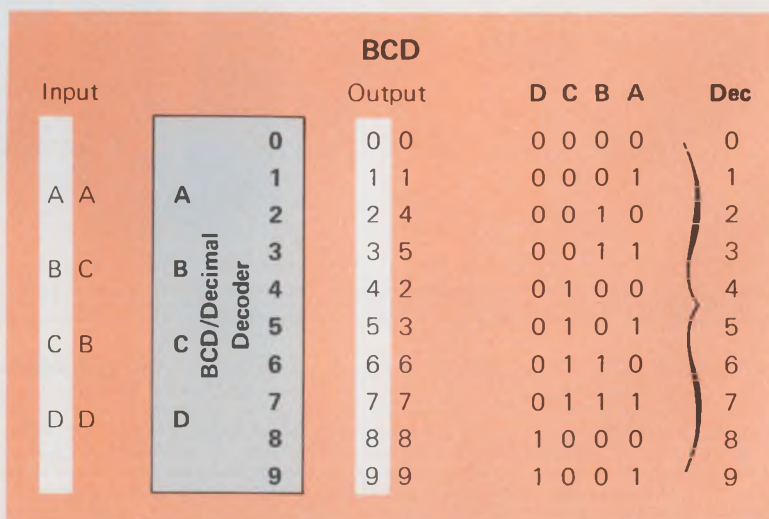 BCD
Input Output D C B A Dec
0 0 0 0 0 0 0 0
1 1 1 0 0 0 1 1
A A A
2 2 4 0 0 1 0 2
3 3 5 0 0 1 1 3
B C B
4 4 2 0 1 0 0 4
5 5 3 0 1 0 1 5
C B C
6 6 6 0 1 1 0 6
7 7 7 0 1 1 1 7
D D D
8 8 8 1 0 0 0 8
9 9 9 1 0 0 1 9
BCD/Decimal
Decoder